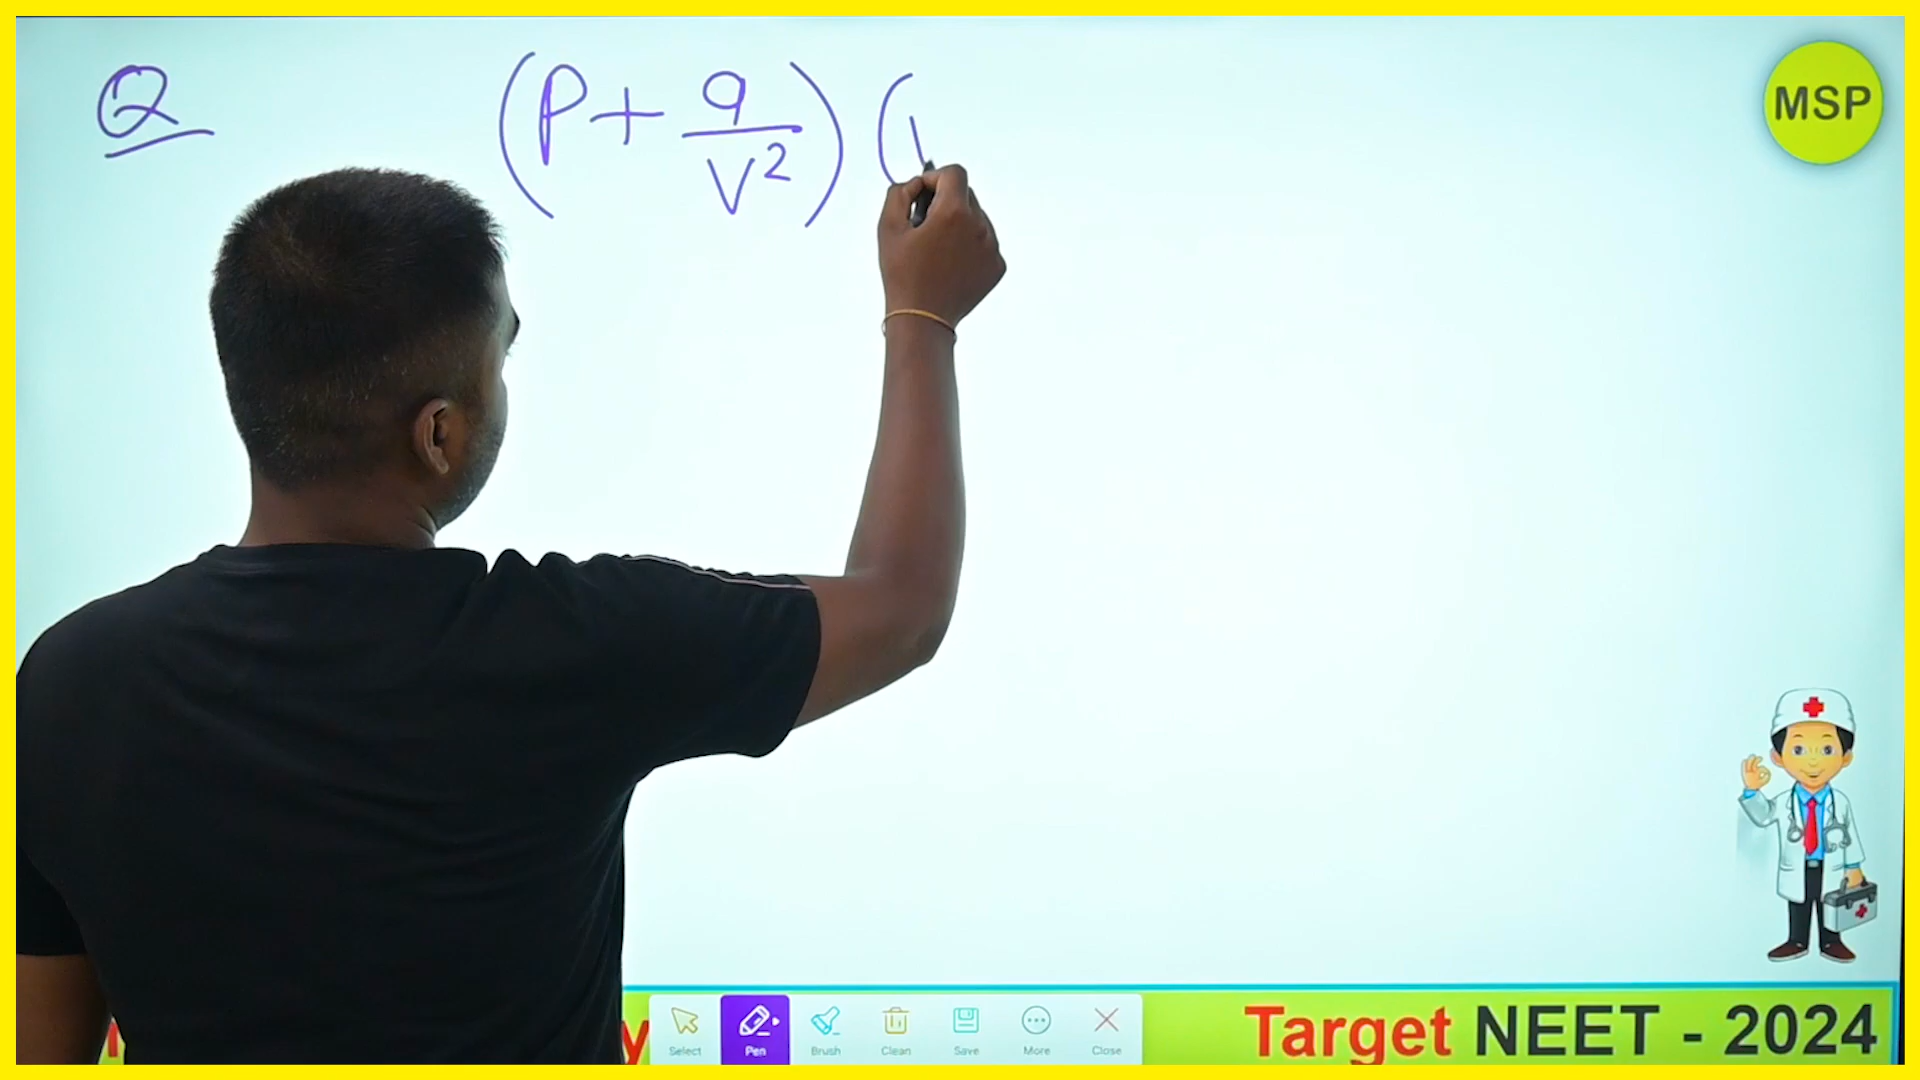 Q (P + a/V²) (
MSP
Select Pen Brush Clean Save More Close
Target NEET - 2024